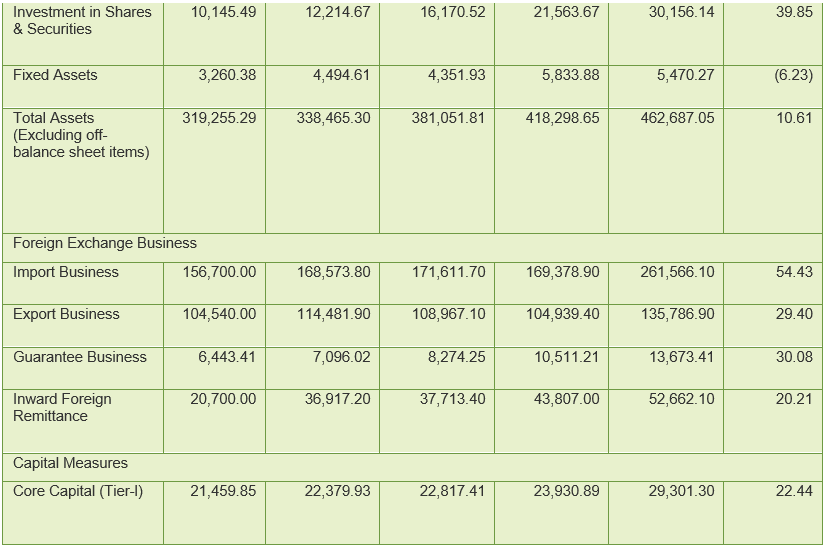 Investment in Shares 10,145.49 12,214.67 16,170.52 21,563.67 30,156.14 39.85
& Securities
Fixed Assets 3,260.38 4,494.61 4,351.93 5,833.88 5,470.27 (6.23)
Total Assets 319,255.29 338,465.30 381,051.81 418,298.65 462,687.05 10.61
(Excluding off-
balance sheet items)
Foreign Exchange Business
Import Business 156,700.00 168,573.80 171,611.70 169,378.90 261,566.10 54.43
Export Business 104,540.00 114,481.90 108,967.10 104,939.40 135,786.90 29.40
Guarantee Business 6,443.41 7,096.02 8,274.25 10,511.21 13,673.41 30.08
Inward Foreign 20,700.00 36,917.20 37,713.40 43,807.00 52,662.10 20.21
Remittance
Capital Measures
Core Capital (Tier-I) 21,459.85 22,379.93 22,817.41 23,930.89 29,301.30 22.44